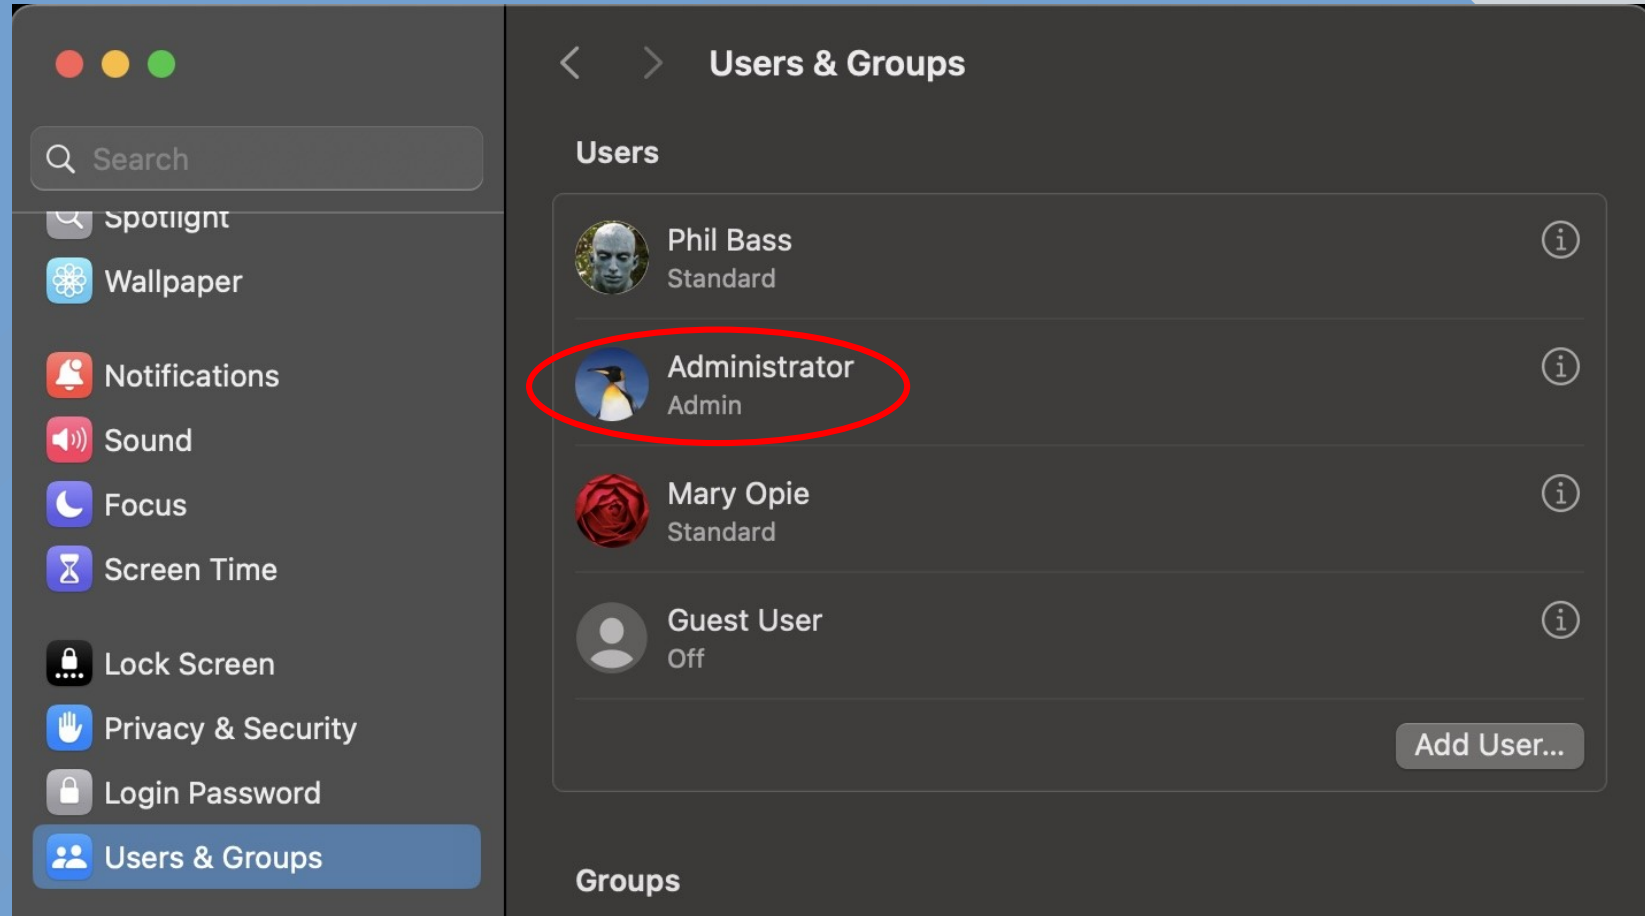 Search
Spotlight
Wallpaper
Notifications
Sound
Focus
Screen Time
Lock Screen
Privacy & Security
Login Password
Users & Groups
Users & Groups
Users
Phil Bass
Standard
Administrator
Admin
Mary Opie
Standard
Guest User
Off
Add User...
Groups